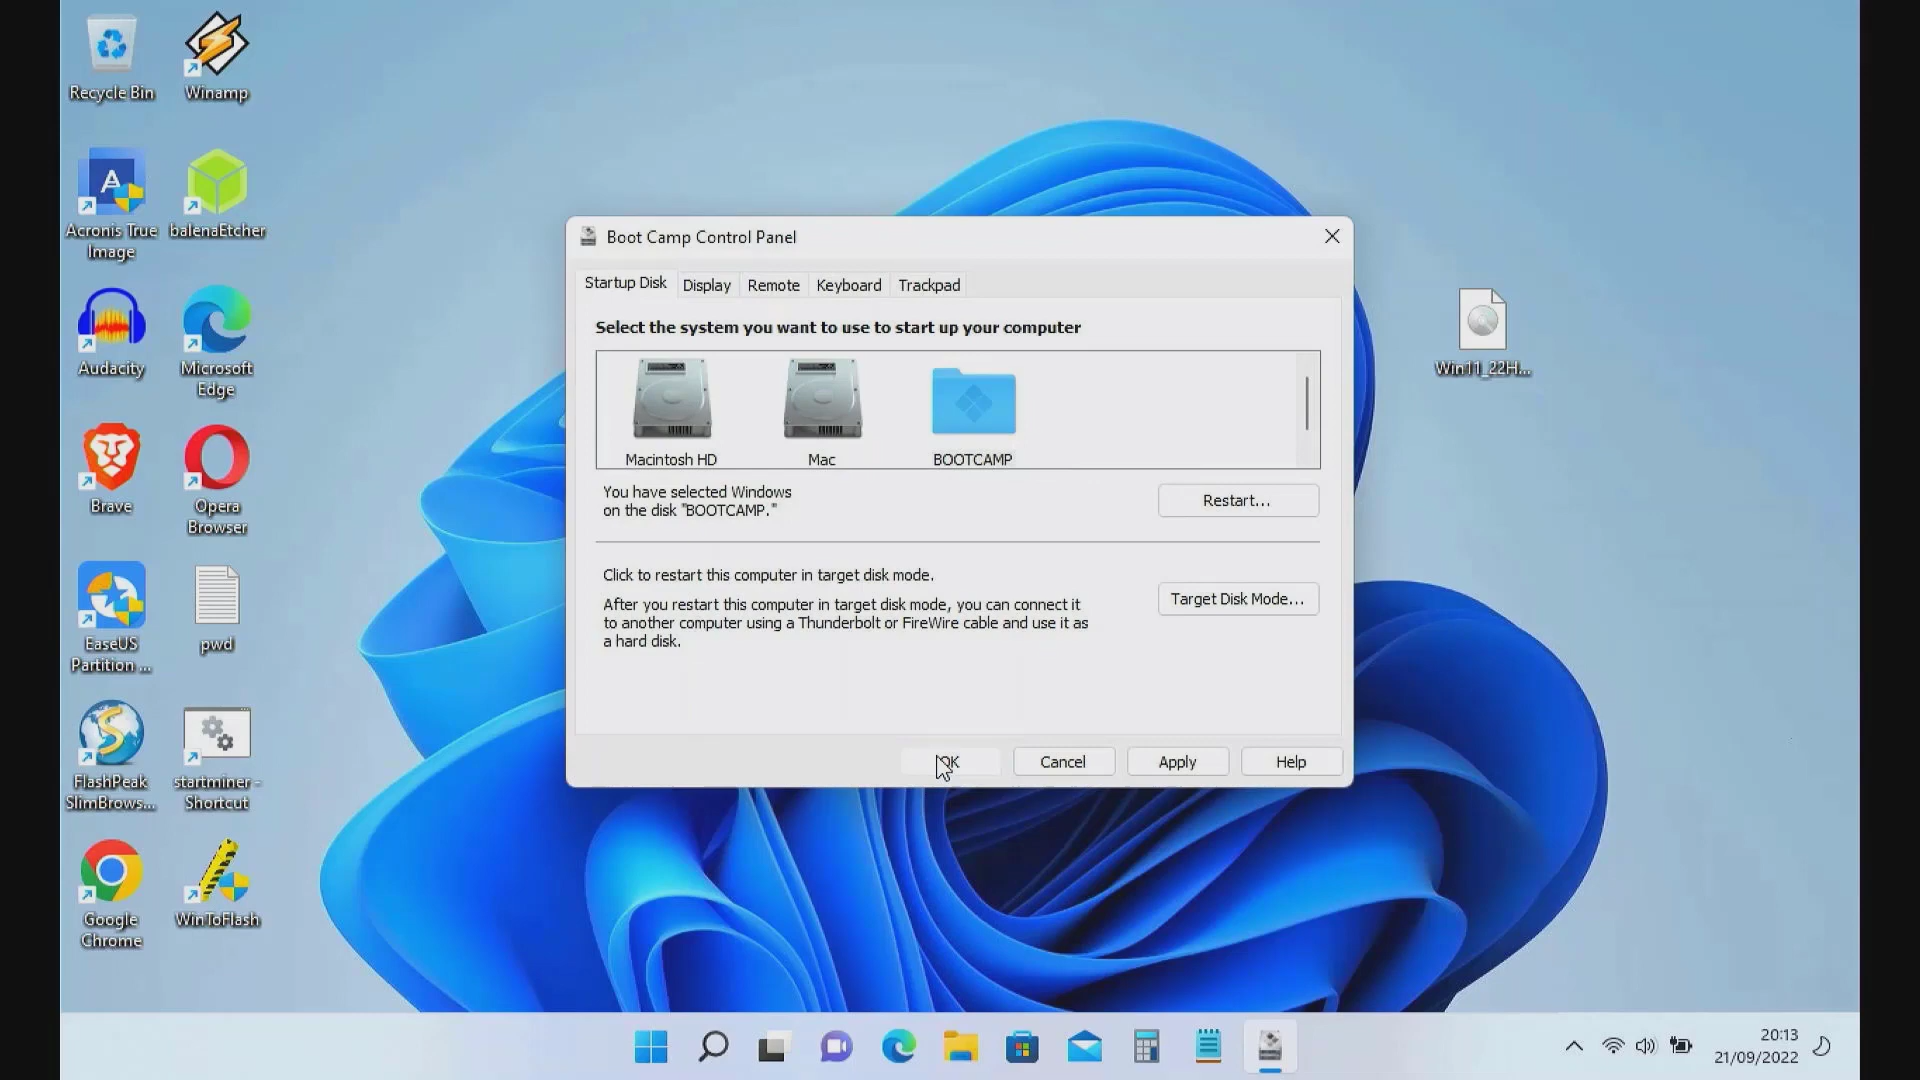 Recycle Bin
Winamp
Acronis True
Image
balenaEtcher
Audacity
Microsoft
Edge
Brave
Opera
Browser
EaseUS
Partition ...
pwd
FlashPeak
SlimBrows...
startminer -
Shortcut
Google
Chrome
WinToFlash
Win11_22H...
Boot Camp Control Panel
Startup Disk
Display
Remote
Keyboard
Trackpad
Select the system you want to use to start up your computer
Macintosh HD
Mac
BOOTCAMP
You have selected Windows
on the disk "BOOTCAMP."
Restart...
Click to restart this computer in target disk mode.
After you restart this computer in target disk mode, you can connect it
to another computer using a Thunderbolt or FireWire cable and use it as
a hard disk.
Target Disk Mode...
OK
Cancel
Apply
Help
20:13
21/09/2022